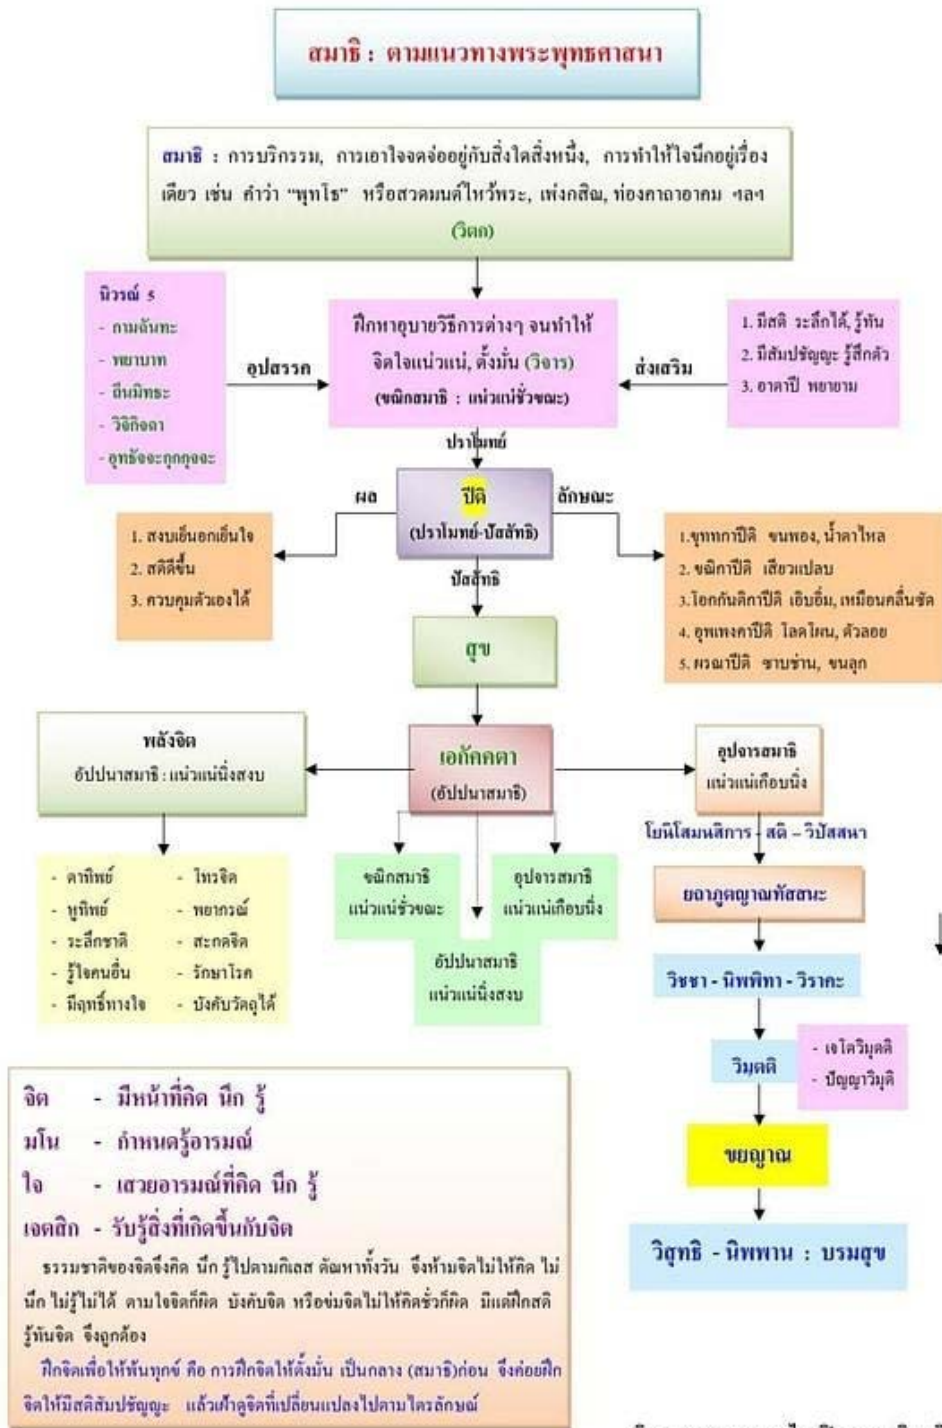 สมาธิ : ตามแนวทางพระพุทธศาสนา
สมาธิ : การบริกรรม, การเอาใจจดจ่ออยู่กับสิ่งใดสิ่งหนึ่ง, การทำให้ใจนึกอยู่เรื่อง
เดียว เช่น คำว่า “พุทโธ” หรือสวดมนต์ไหว้พระ, เพ่งกสิณ, ท่องคาถาอาคม ฯลฯ
(วิตก)
นิวรณ์ 5
- กามฉันทะ
- พยาบาท
- ถีนมิทธะ
- วิจิกิจฉา
- อุทธัจจะกุกกุจจะ
อุปสรรค
ฝึกหาอุบายวิธีการต่างๆ จนทำให้
จิตใจแน่วแน่, ตั้งมั่น (วิจาร)
(ขณิกสมาธิ : แน่วแน่ชั่วขณะ)
ส่งเสริม
1. มีสติ ระลึกได้, รู้ทัน
2. มีสัมปชัญญะ รู้สึกตัว
3. อาตาปี พยายาม
ปราโมทย์
ผล
ปีติ
(ปราโมทย์-ปัสสัทธิ)
ลักษณะ
1. สงบเย็นอกเย็นใจ
2. สติดีขึ้น
3. ควบคุมตัวเองได้
ปัสสัทธิ
1.ขุททกาปีติ ขนพอง, น้ำตาไหล
2. ขณิกาปีติ เสียวแปลบ
3.โอกกันติกาปีติ เอิบอิ่ม, เหมือนคลื่นซัด
4. อุพเพงคาปีติ โลดโผน, ตัวลอย
5. ผรณาปีติ ซาบซ่าน, ขนลุก
สุข
พลังจิต
อัปปนาสมาธิ : แน่วแน่นิ่งสงบ
เอกัคคตา
(อัปปนาสมาธิ)
อุปจารสมาธิ
แน่วแน่เกือบนิ่ง
โยนิโสมนสิการ - สติ – วิปัสสนา
- ตาทิพย์
- หูทิพย์
- ระลึกชาติ
- รู้ใจคนอื่น
- มีฤทธิ์ทางใจ
- โทรจิต
- พยากรณ์
- สะกดจิต
- รักษาโรค
- บังคับวัตถุได้
ขณิกสมาธิ
แน่วแน่ชั่วขณะ
อุปจารสมาธิ
แน่วแน่เกือบนิ่ง
อัปปนาสมาธิ
แน่วแน่นิ่งสงบ
ยถาภูตญาณทัสสนะ
วิชชา - นิพพิทา - วิราคะ
วิมุตติ
- เจโตวิมุตติ
- ปัญญาวิมุติ
ขยญาณ
วิสุทธิ - นิพพาน : บรมสุข
จิต - มีหน้าที่คิด นึก รู้
มโน - กำหนดรู้อารมณ์
ใจ - เสวยอารมณ์ที่คิด นึก รู้
เจตสิก - รับรู้สิ่งที่เกิดขึ้นกับจิต
ธรรมชาติของจิตจึงคิด นึก รู้ไปตามกิเลส ตัณหาทั้งวัน จึงห้ามจิตไม่ให้คิด ไม่
นึก ไม่รู้ไม่ได้ ตามใจจิตก็ผิด บังคับจิต หรือข่มจิตไม่ให้คิดชั่วก็ผิด มีแต่ฝึกสติ
รู้ทันจิต จึงถูกต้อง
ฝึกจิตเพื่อให้พ้นทุกข์ คือ การฝึกจิตให้ตั้งมั่น เป็นกลาง (สมาธิ)ก่อน จึงค่อยฝึก
จิตให้มีสติสัมปชัญญะ แล้วเฝ้าดูจิตที่เปลี่ยนแปลงไปตามไตรลักษณ์